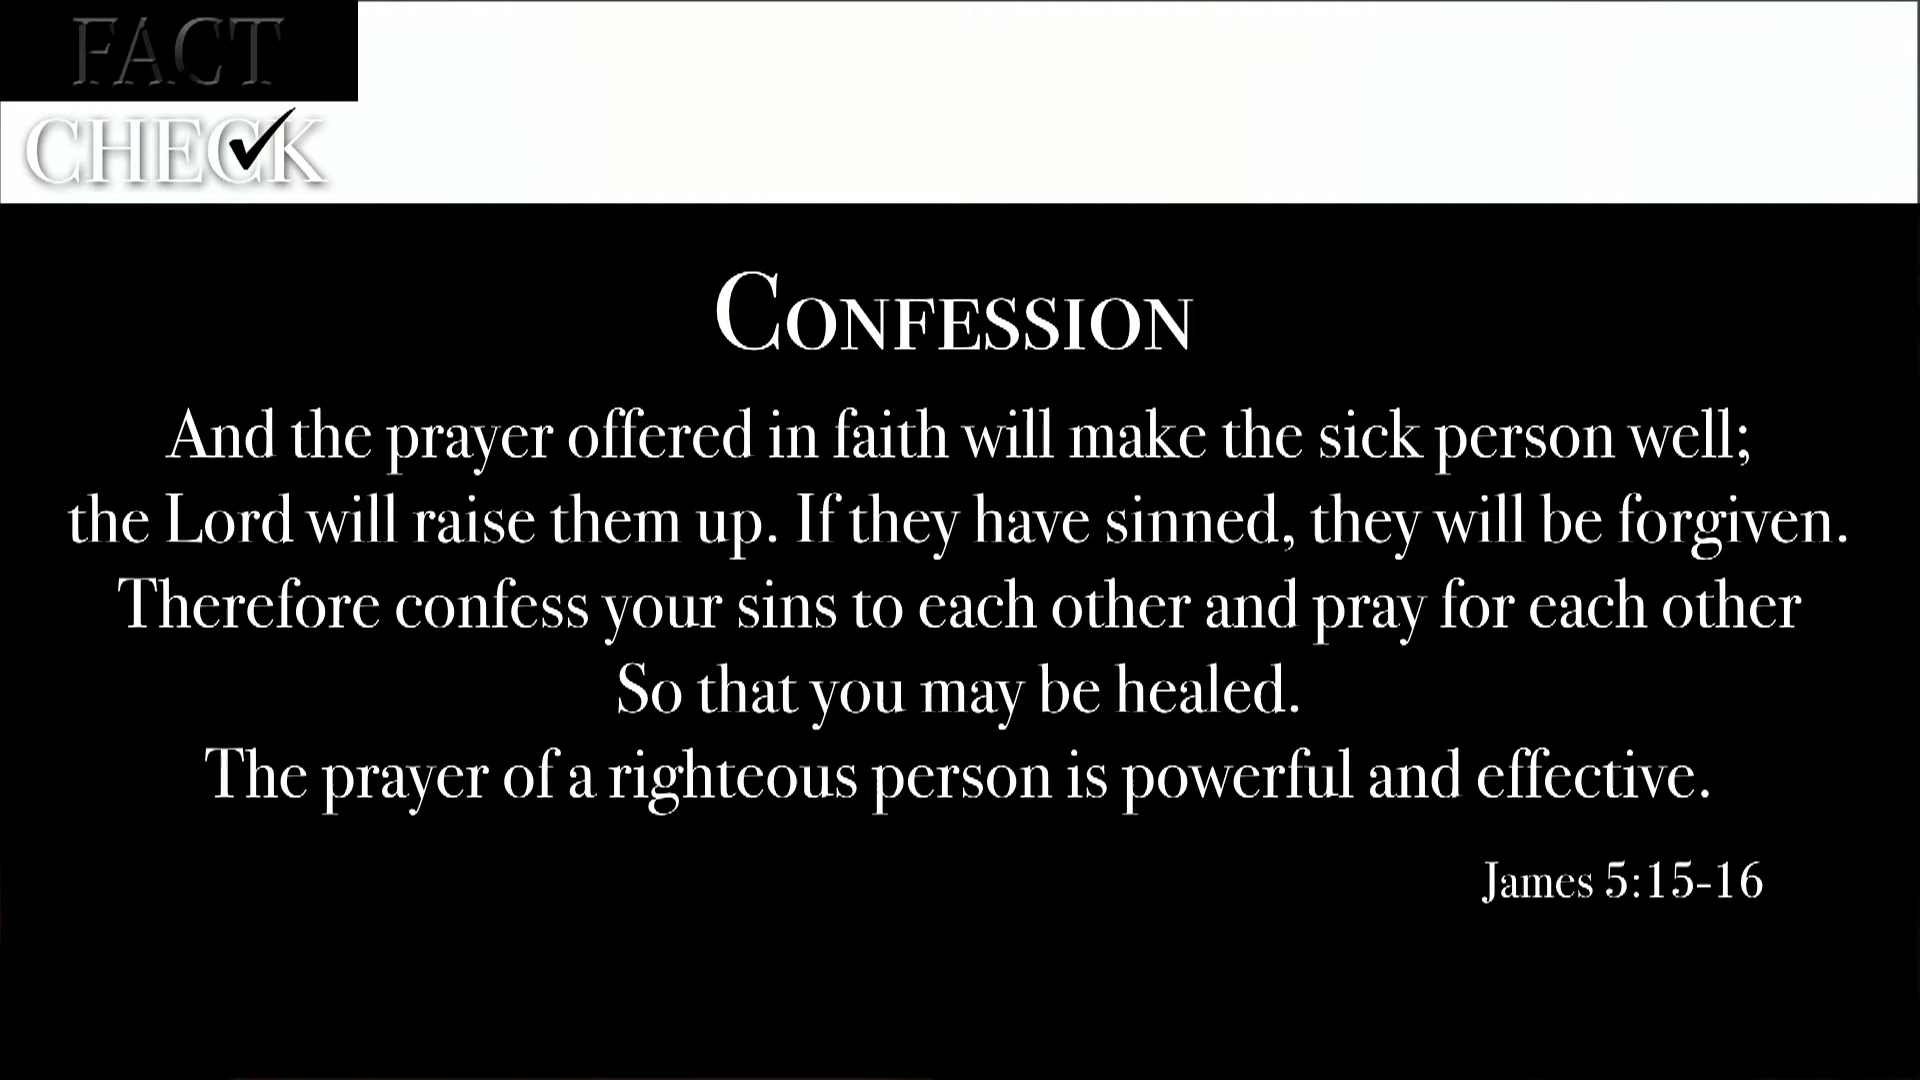 FACT
CHECK
CONFESSION
And the prayer offered in faith will make the sick person well;
the Lord will raise them up. If they have sinned, they will be forgiven.
Therefore confess your sins to each other and pray for each other
So that you may be healed.
The prayer of a righteous person is powerful and effective.
James 5:15-16